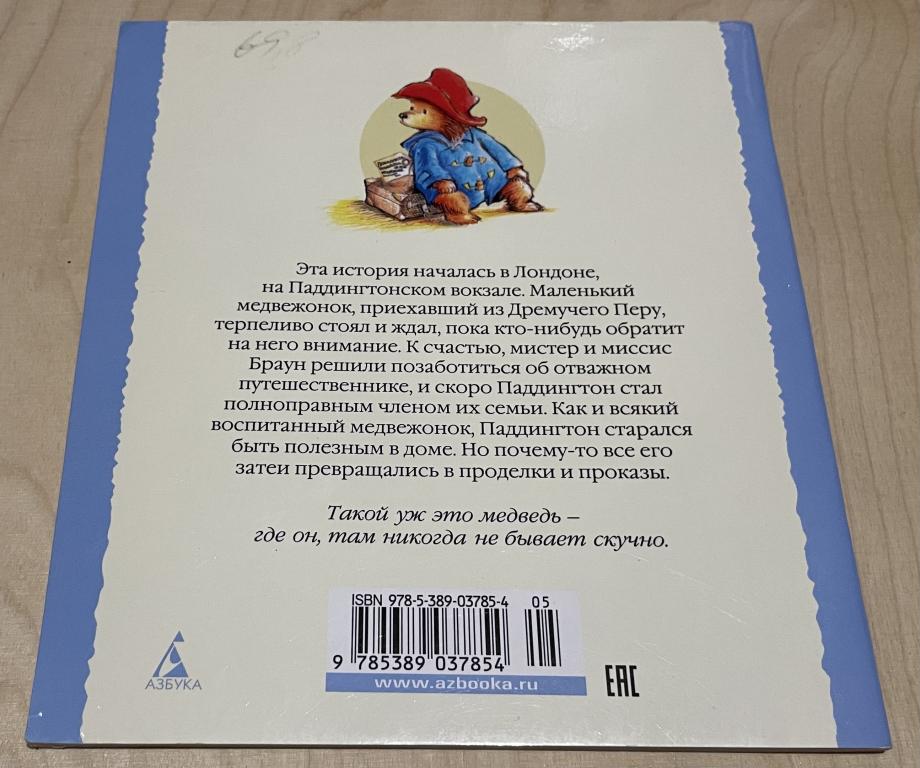 Эта история началась в Лондоне,
на Паддингтонском вокзале. Маленький
медвежонок, приехавший из Дремучего Перу,
терпеливо стоял и ждал, пока кто-нибудь обратит
на него внимание. К счастью, мистер и миссис
Браун решили позаботиться об отважном
путешественнике, и скоро Паддингтон стал
полноправным членом их семьи. Как и всякий
воспитанный медвежонок, Паддингтон старался
быть полезным в доме. Но почему-то все его
затеи превращались в проделки и проказы.
Такой уж это медведь –
где он, там никогда не бывает скучно.
ISBN 978-5-389-03785-4 05
9 785389 037854
www.azbooka.ru
АЗБУКА
EAC